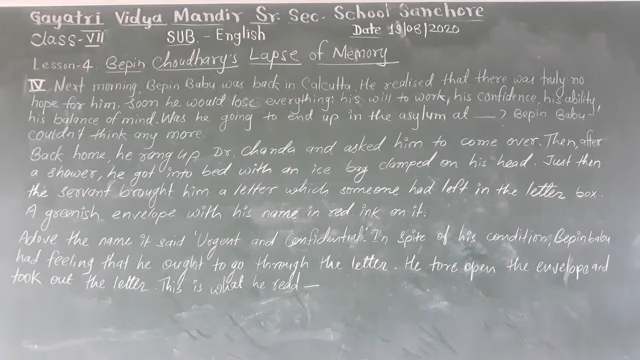 Gayatri Vidya Mandir Sr. Sec. School Sanchore
Class-VII SUB.- English Date 19/08/2020
Lesson-4. Bepin Choudhary's Lapse of Memory
IV Next morning, Bepin Babu was back in Calcutta. He realised that there was truly no
hope for him. Soon he would lose everything: his will to work, his confidence, his ability,
his balance of mind. Was he going to end up in the asylum at — ? Bepin Babu
couldn't think any more.
Back home, he rang up Dr. Chanda and asked him to come over. Then, after
a shower, he got into bed with an ice bag clamped on his head. Just then
the servant brought him a letter which someone had left in the letter box.
A greenish envelope with his name in red ink on it.
Adove the name it said 'Urgent and Confidential'. In spite of his condition, Bepinbabu
had feeling that he ought to go through the letter. He tore open the envelope and
took out the letter. This is what he read —